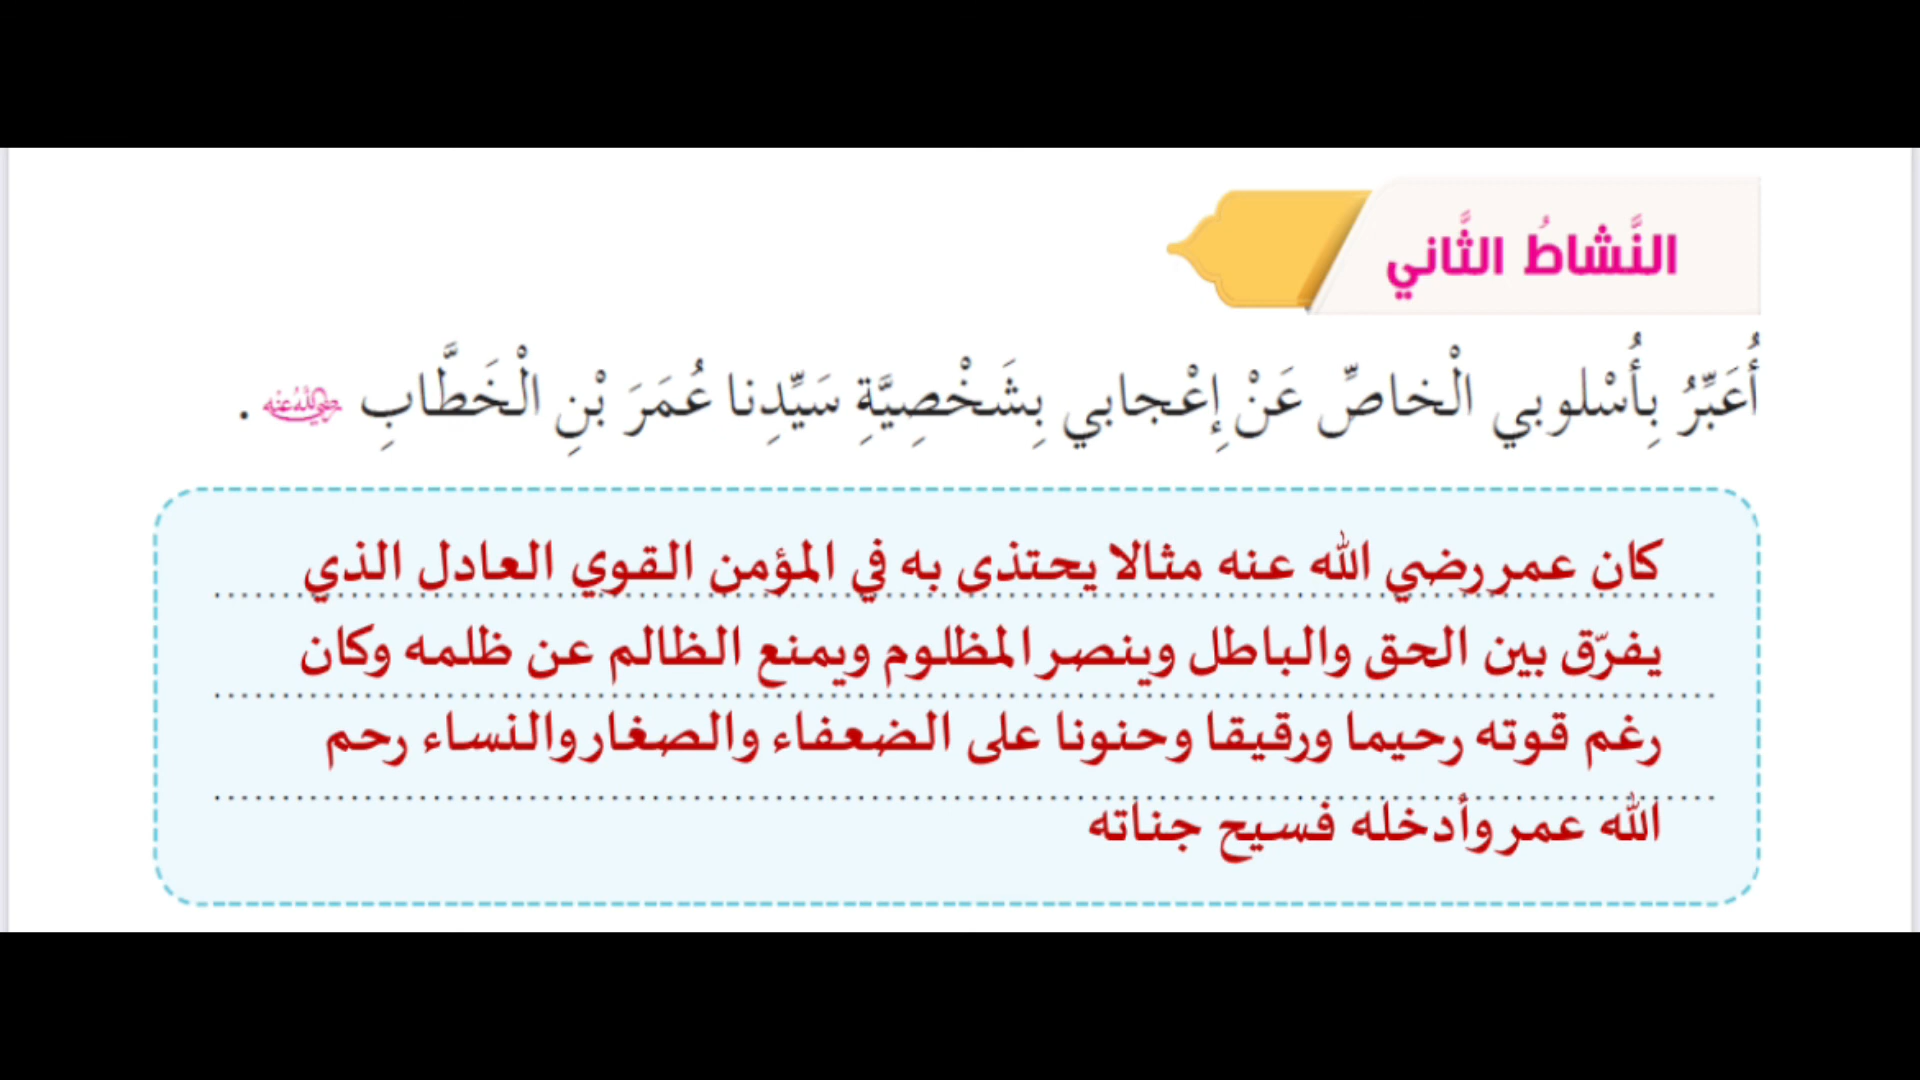 النَّشاطُ الثَّاني
أُعَبِّرُ بِأُسْلوبي الْخاصِّ عَنْ إِعْجابي بِشَخْصِيَّةِ سَيِّدِنا عُمَرَ بْنِ الْخَطَّابِ رضي الله عنه .
كان عمر رضي الله عنه مثالا يحتذى به في المؤمن القوي العادل الذي
يفرّق بين الحق والباطل وينصر المظلوم ويمنع الظالم عن ظلمه وكان
رغم قوته رحيما ورقيقا وحنونا على الضعفاء والصغار والنساء رحم
الله عمر وأدخله فسيح جناته